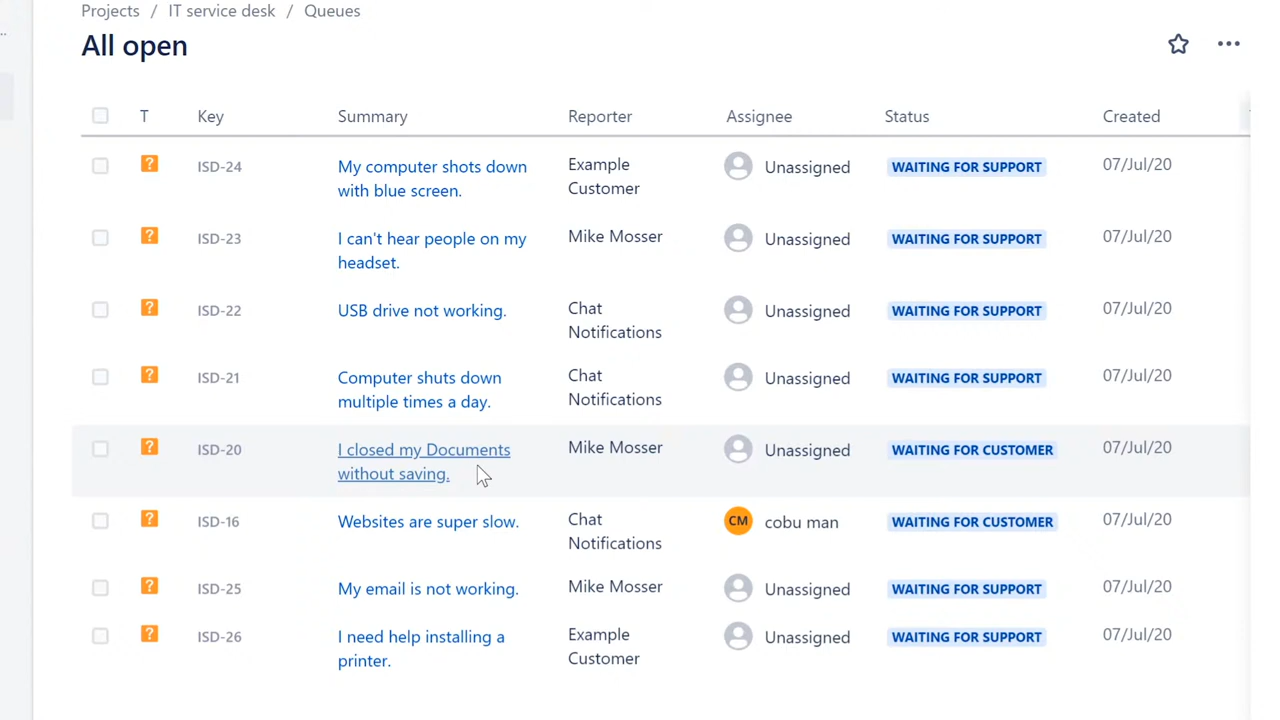 Projects / IT service desk / Queues
All open
T Key Summary Reporter Assignee Status Created
? ISD-24 My computer shots down with blue screen. Example Customer Unassigned WAITING FOR SUPPORT 07/Jul/20
? ISD-23 I can't hear people on my headset. Mike Mosser Unassigned WAITING FOR SUPPORT 07/Jul/20
? ISD-22 USB drive not working. Chat Notifications Unassigned WAITING FOR SUPPORT 07/Jul/20
? ISD-21 Computer shuts down multiple times a day. Chat Notifications Unassigned WAITING FOR SUPPORT 07/Jul/20
? ISD-20 I closed my Documents without saving. Mike Mosser Unassigned WAITING FOR CUSTOMER 07/Jul/20
? ISD-16 Websites are super slow. Chat Notifications CM cobu man WAITING FOR CUSTOMER 07/Jul/20
? ISD-25 My email is not working. Mike Mosser Unassigned WAITING FOR SUPPORT 07/Jul/20
? ISD-26 I need help installing a printer. Example Customer Unassigned WAITING FOR SUPPORT 07/Jul/20